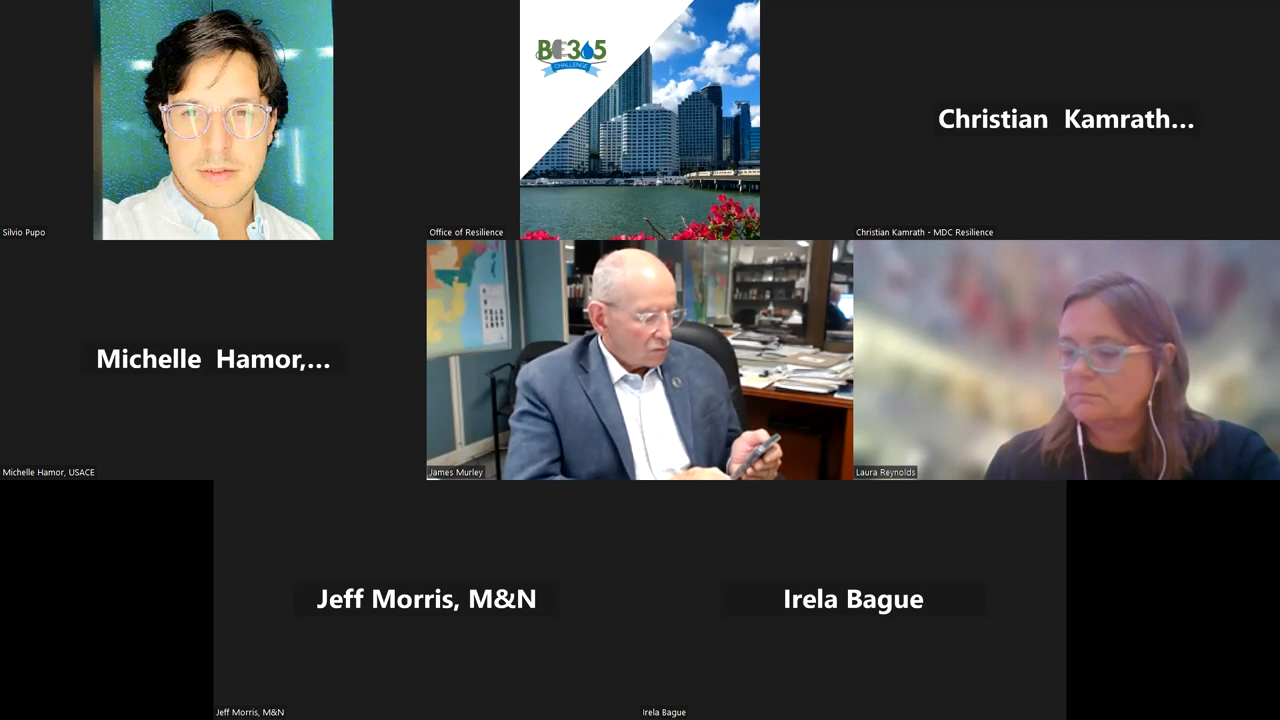 BE365
CHALLENGE
Christian Kamrath...
Silvio Pupo
Office of Resilience
Christian Kamrath - MDC Resilience
Michelle Hamor,...
Michelle Hamor, USACE
James Murley
Laura Reynolds
Jeff Morris, M&N
Irela Bague
Jeff Morris, M&N
Irela Bague